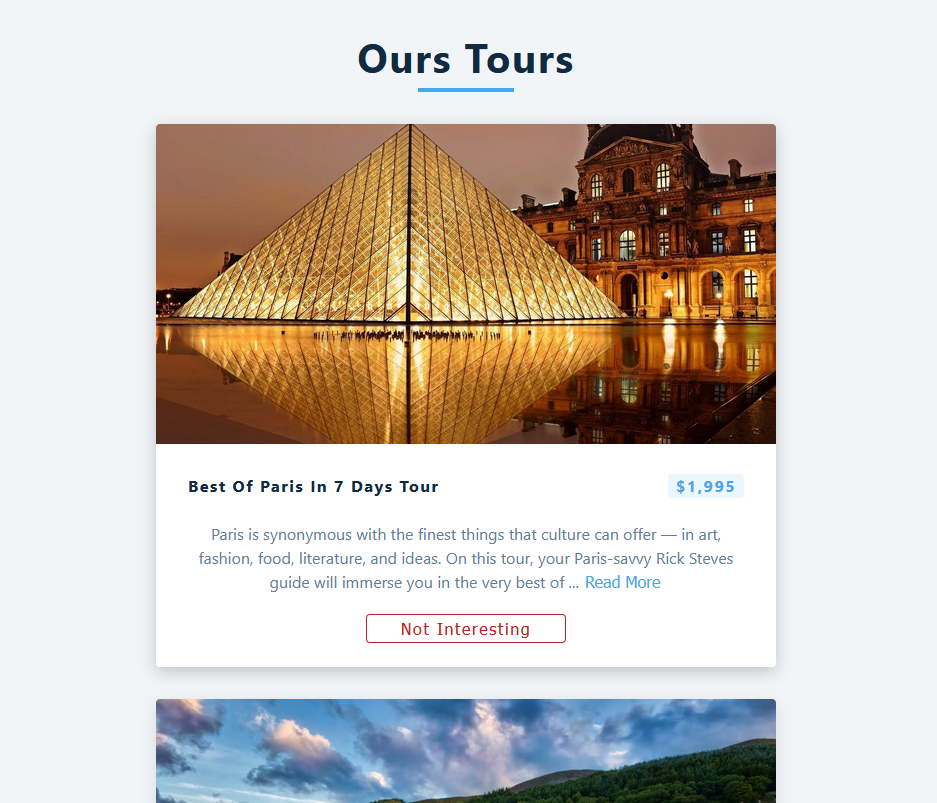 Ours Tours
Best Of Paris In 7 Days Tour
$1,995
Paris is synonymous with the finest things that culture can offer — in art,
fashion, food, literature, and ideas. On this tour, your Paris-savvy Rick Steves
guide will immerse you in the very best of ... Read More
Not Interesting